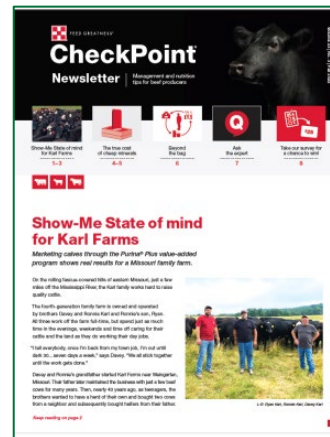 FEED GREATNESS®
CheckPoint®
Newsletter
Management and nutrition
tips for beef producers
Show-Me State of mind
for Karl Farms
1–3
The true cost
of cheap minerals
4–5
Beyond
the bag
6
Ask
the expert
7
Take our survey for
a chance to win!
8
Show-Me State of mind
for Karl Farms
Marketing calves through the Purina® Plus value-added
program shows real results for a Missouri family farm.
On the rolling fescue-covered hills of eastern Missouri, just a few
miles off the Mississippi River, the Karl family works hard to raise
quality cattle.
The fourth generation family farm is owned and operated
by brothers Davey and Ronnie Karl and Ronnie's son, Ryan.
All three work off the farm full-time, but spend just as much
time in the evenings, weekends and time off caring for their
cattle and the land as they do working their day jobs.
"I hall everybody, once I'm back from my town job, I'm out until
dark 30... seven days a week," says Davey. "We all stick together
until the work gets done."
Davey and Ronnie's grandfather started Karl Farms near
Missouri. Their father later maintained the business with just a few beef
cows for many years. Then, nearly 40 years ago, as teenagers, the
brothers wanted to have a herd of their own and bought two cows
from a neighbor and subsequently bought heifers from their father.
Keep reading on page 2
L-R: Ryan Karl, Ronnie Karl, Davey Karl